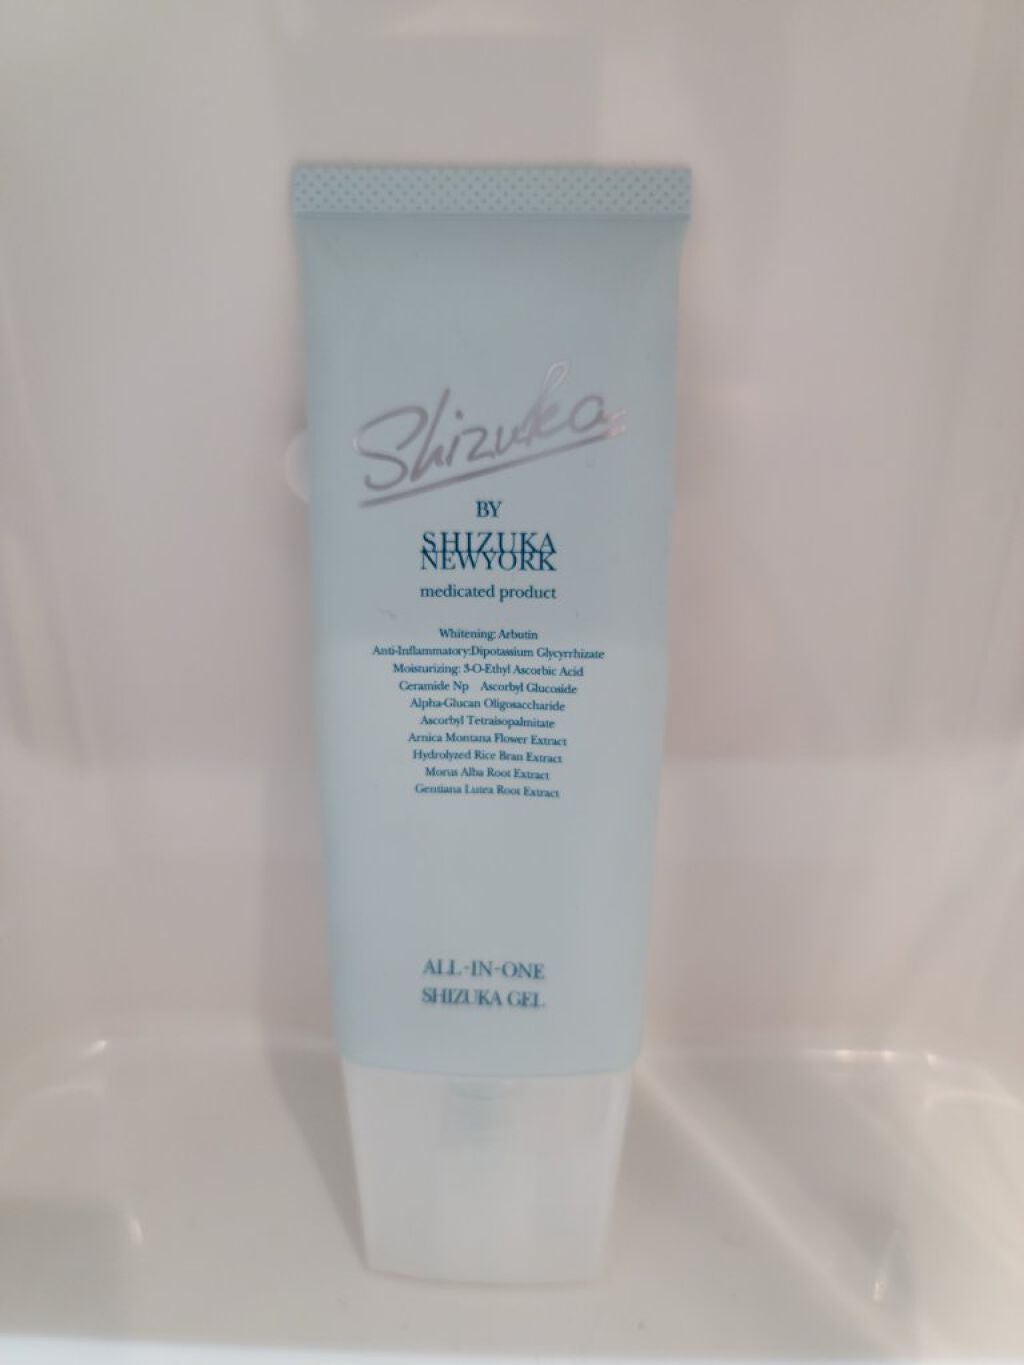 Shizuka
BY
SHIZUKA
NEWYORK
medicated product
Whitening: Arbutin
Anti-Inflammatory:Dipotassium Glycyrrhizate
Moisturizing: 3-O-Ethyl Ascorbic Acid
Ceramide Np Ascorbyl Glucoside
Alpha-Glucan Oligosaccharide
Ascorbyl Tetraisopalmitate
Arnica Montana Flower Extract
Hydrolyzed Rice Bran Extract
Morus Alba Root Extract
Gentiana Lutea Root Extract
ALL-IN-ONE
SHIZUKA GEL